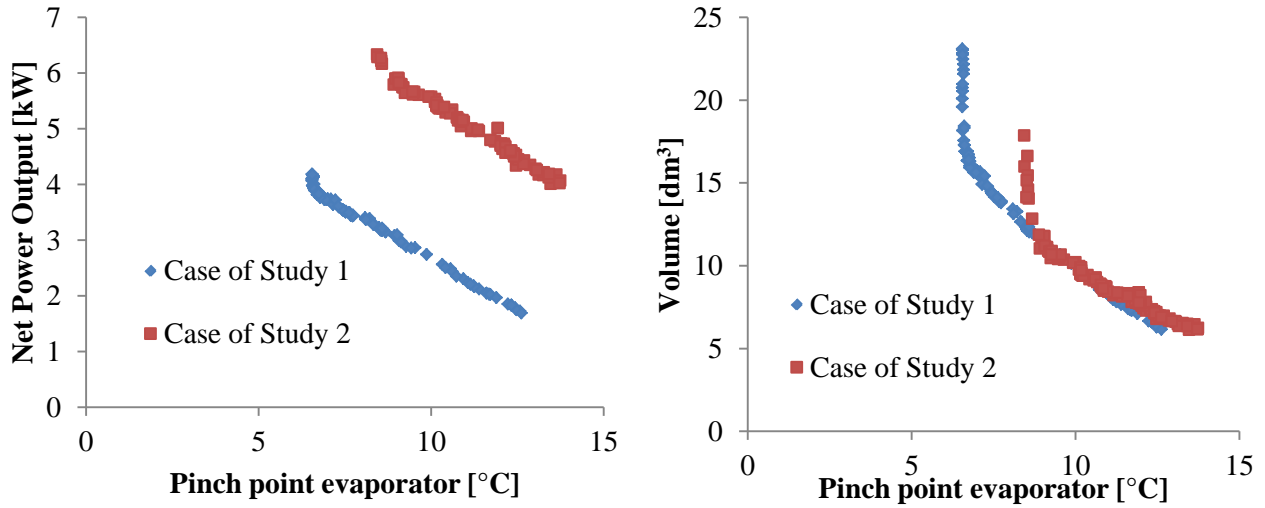 Net Power Output [kW]
7
6
5
4
3
2
1
0
Case of Study 1
Case of Study 2
0
5
10
15
Pinch point evaporator [°C]
Volume [dm³]
25
20
15
10
5
0
Case of Study 1
Case of Study 2
0
5
10
15
Pinch point evaporator [°C]